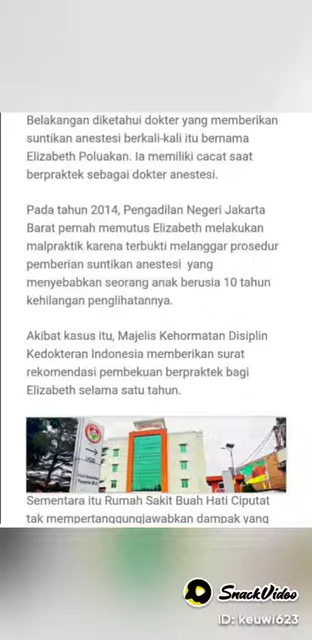 Belakangan diketahui dokter yang memberikan
suntikan anestesi berkali-kali itu bernama
Elizabeth Poluakan. Ia memiliki cacat saat
berpraktek sebagai dokter anestesi.
Pada tahun 2014, Pengadilan Negeri Jakarta
Barat pernah memutus Elizabeth melakukan
malpraktik karena terbukti melanggar prosedur
pemberian suntikan anestesi yang
menyebabkan seorang anak berusia 10 tahun
kehilangan penglihatannya.
Akibat kasus itu, Majelis Kehormatan Disiplin
Kedokteran Indonesia memberikan surat
rekomendasi pembekuan berpraktek bagi
Elizabeth selama satu tahun.
UGD
Sementara itu Rumah Sakit Buah Hati Ciputat
tak mempertanggungjawabkan dampak yang
SnackVideo
ID: keuwi623